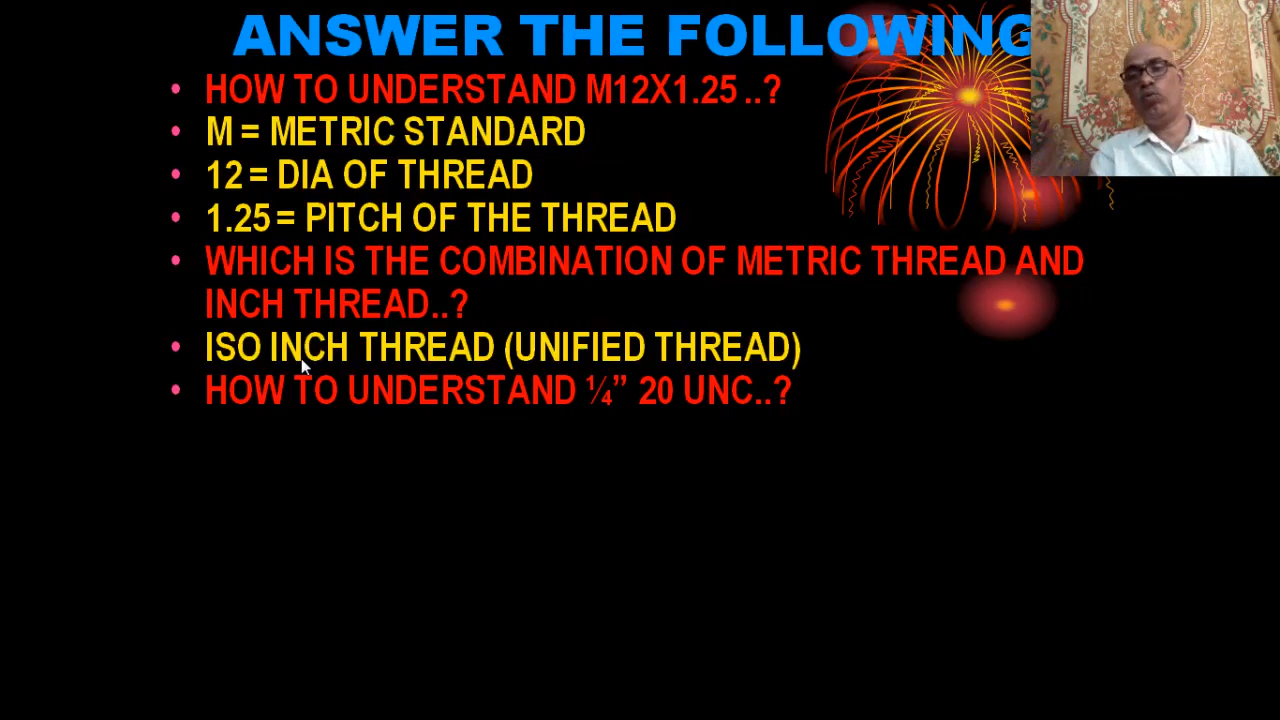 ANSWER THE FOLLOWING
• HOW TO UNDERSTAND M12X1.25 ..?
• M = METRIC STANDARD
• 12 = DIA OF THREAD
• 1.25 = PITCH OF THE THREAD
• WHICH IS THE COMBINATION OF METRIC THREAD AND
INCH THREAD..?
• ISO INCH THREAD (UNIFIED THREAD)
• HOW TO UNDERSTAND ¼” 20 UNC..?